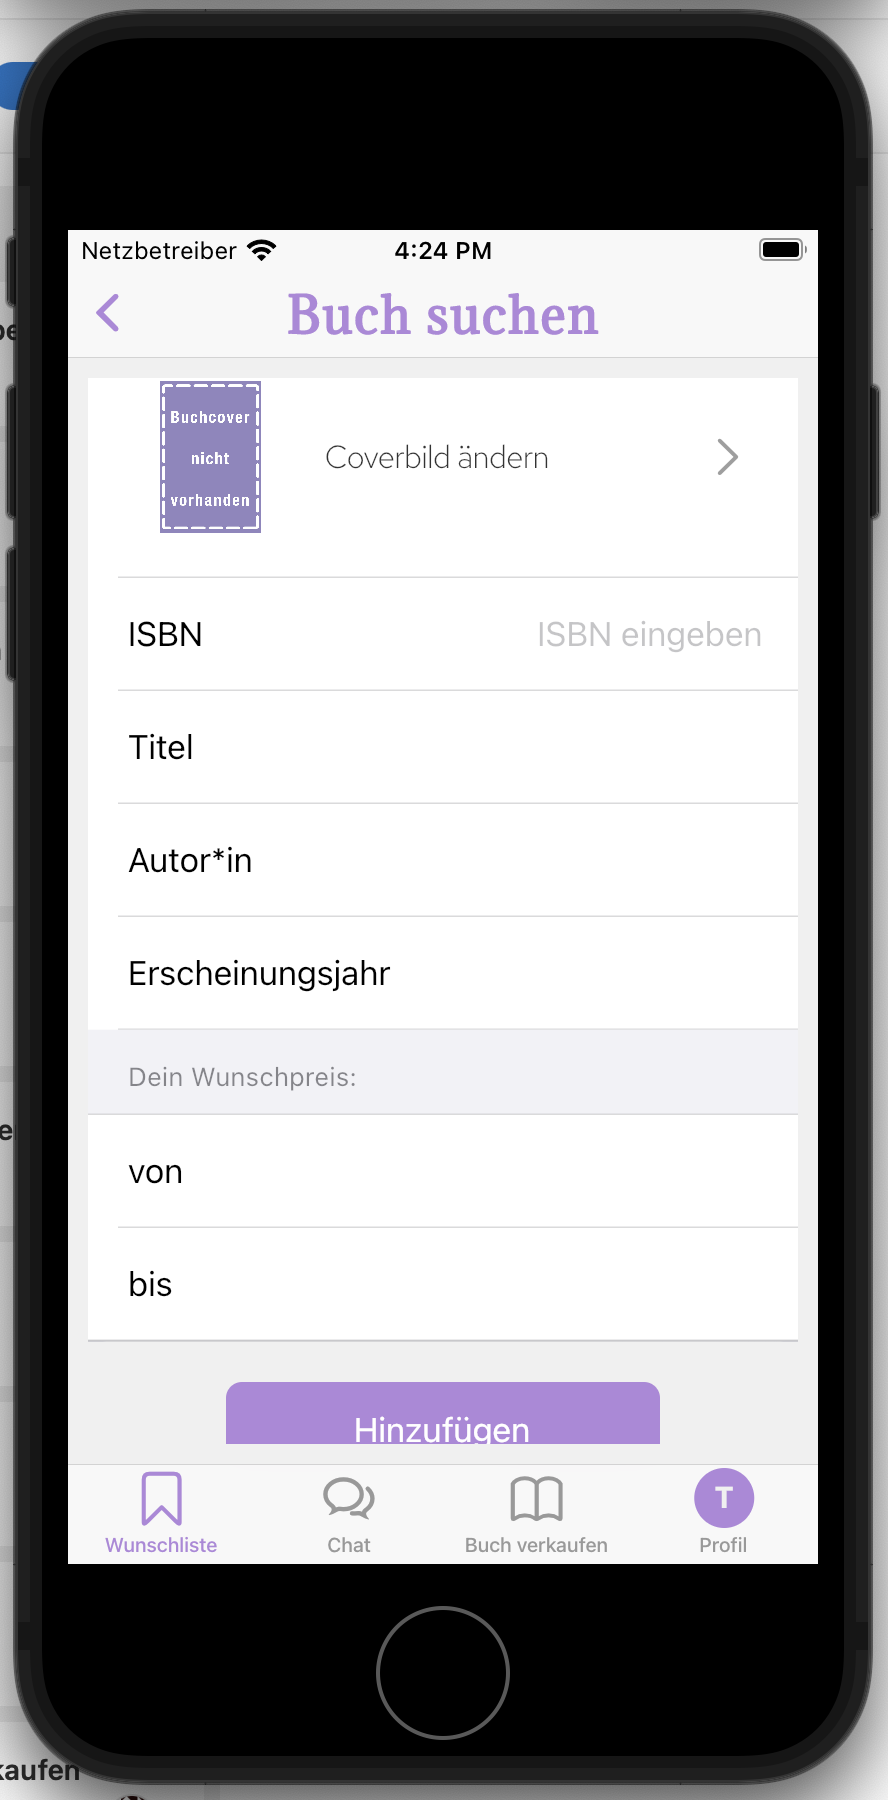 Netzbetreiber 4:24 PM
Buch suchen
Buchcover
nicht
vorhanden
Coverbild ändern
ISBN ISBN eingeben
Titel
Autor*in
Erscheinungsjahr
Dein Wunschpreis:
von
bis
Hinzufügen
Wunschliste Chat Buch verkaufen T Profil
kaufen